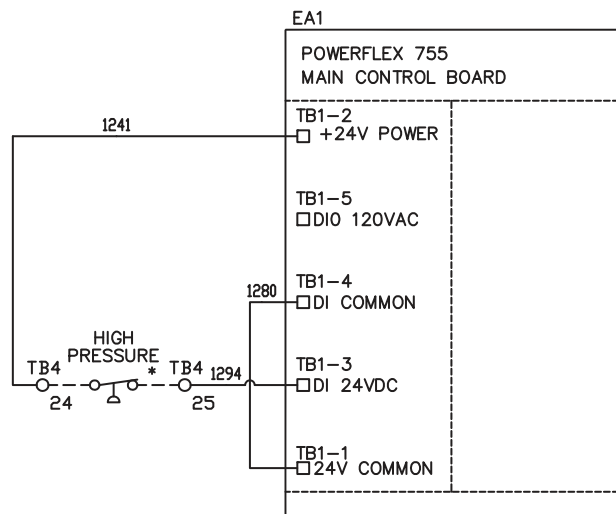 EA1
POWERFLEX 755
MAIN CONTROL BOARD
1241
TB1-2
+24V POWER
TB1-5
DI0 120VAC
1280
TB1-4
DI COMMON
HIGH
PRESSURE
*
TB4
TB4
1294
TB1-3
DI 24VDC
24
25
TB1-1
24V COMMON